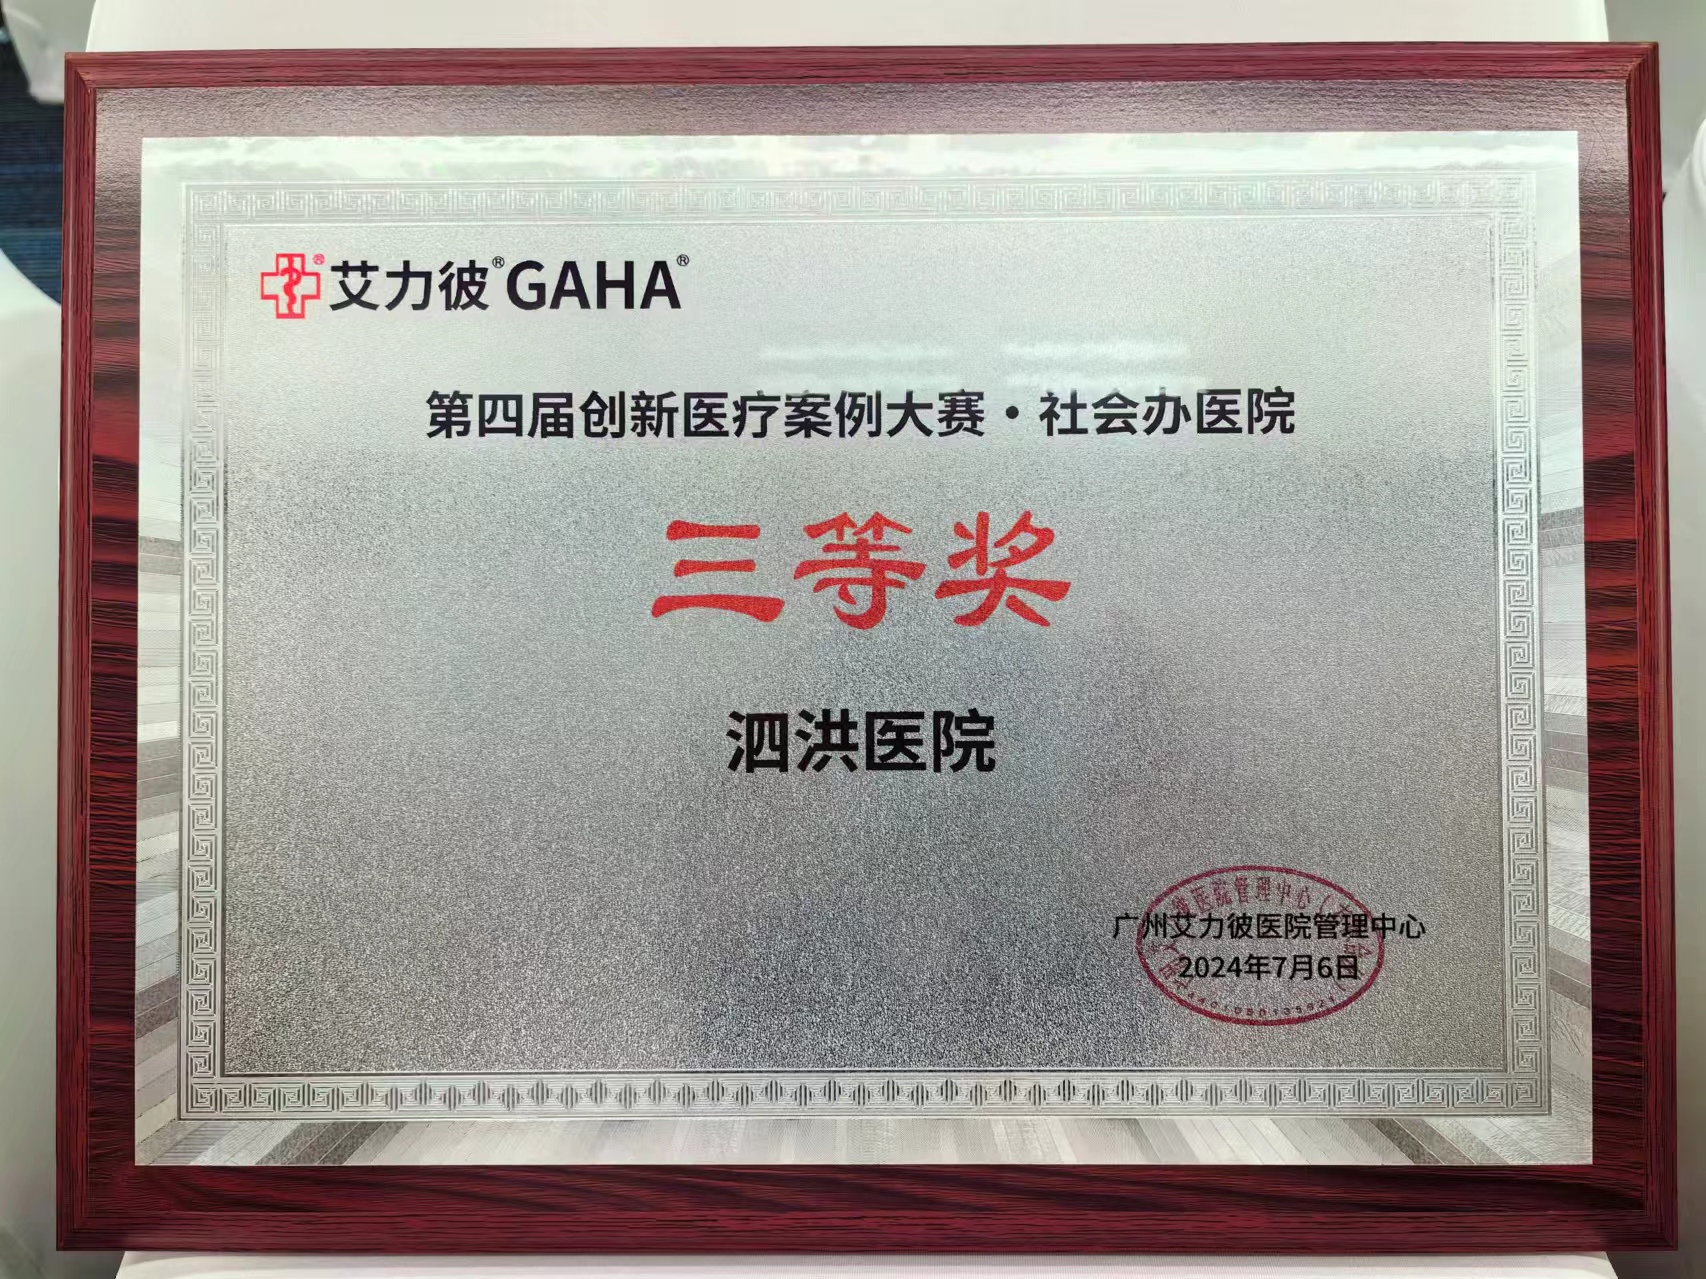 艾力彼®GAHA®
第四届创新医疗案例大赛·社会办医院
三等奖
泗洪医院
广州艾力彼医院管理中心
2024年7月6日